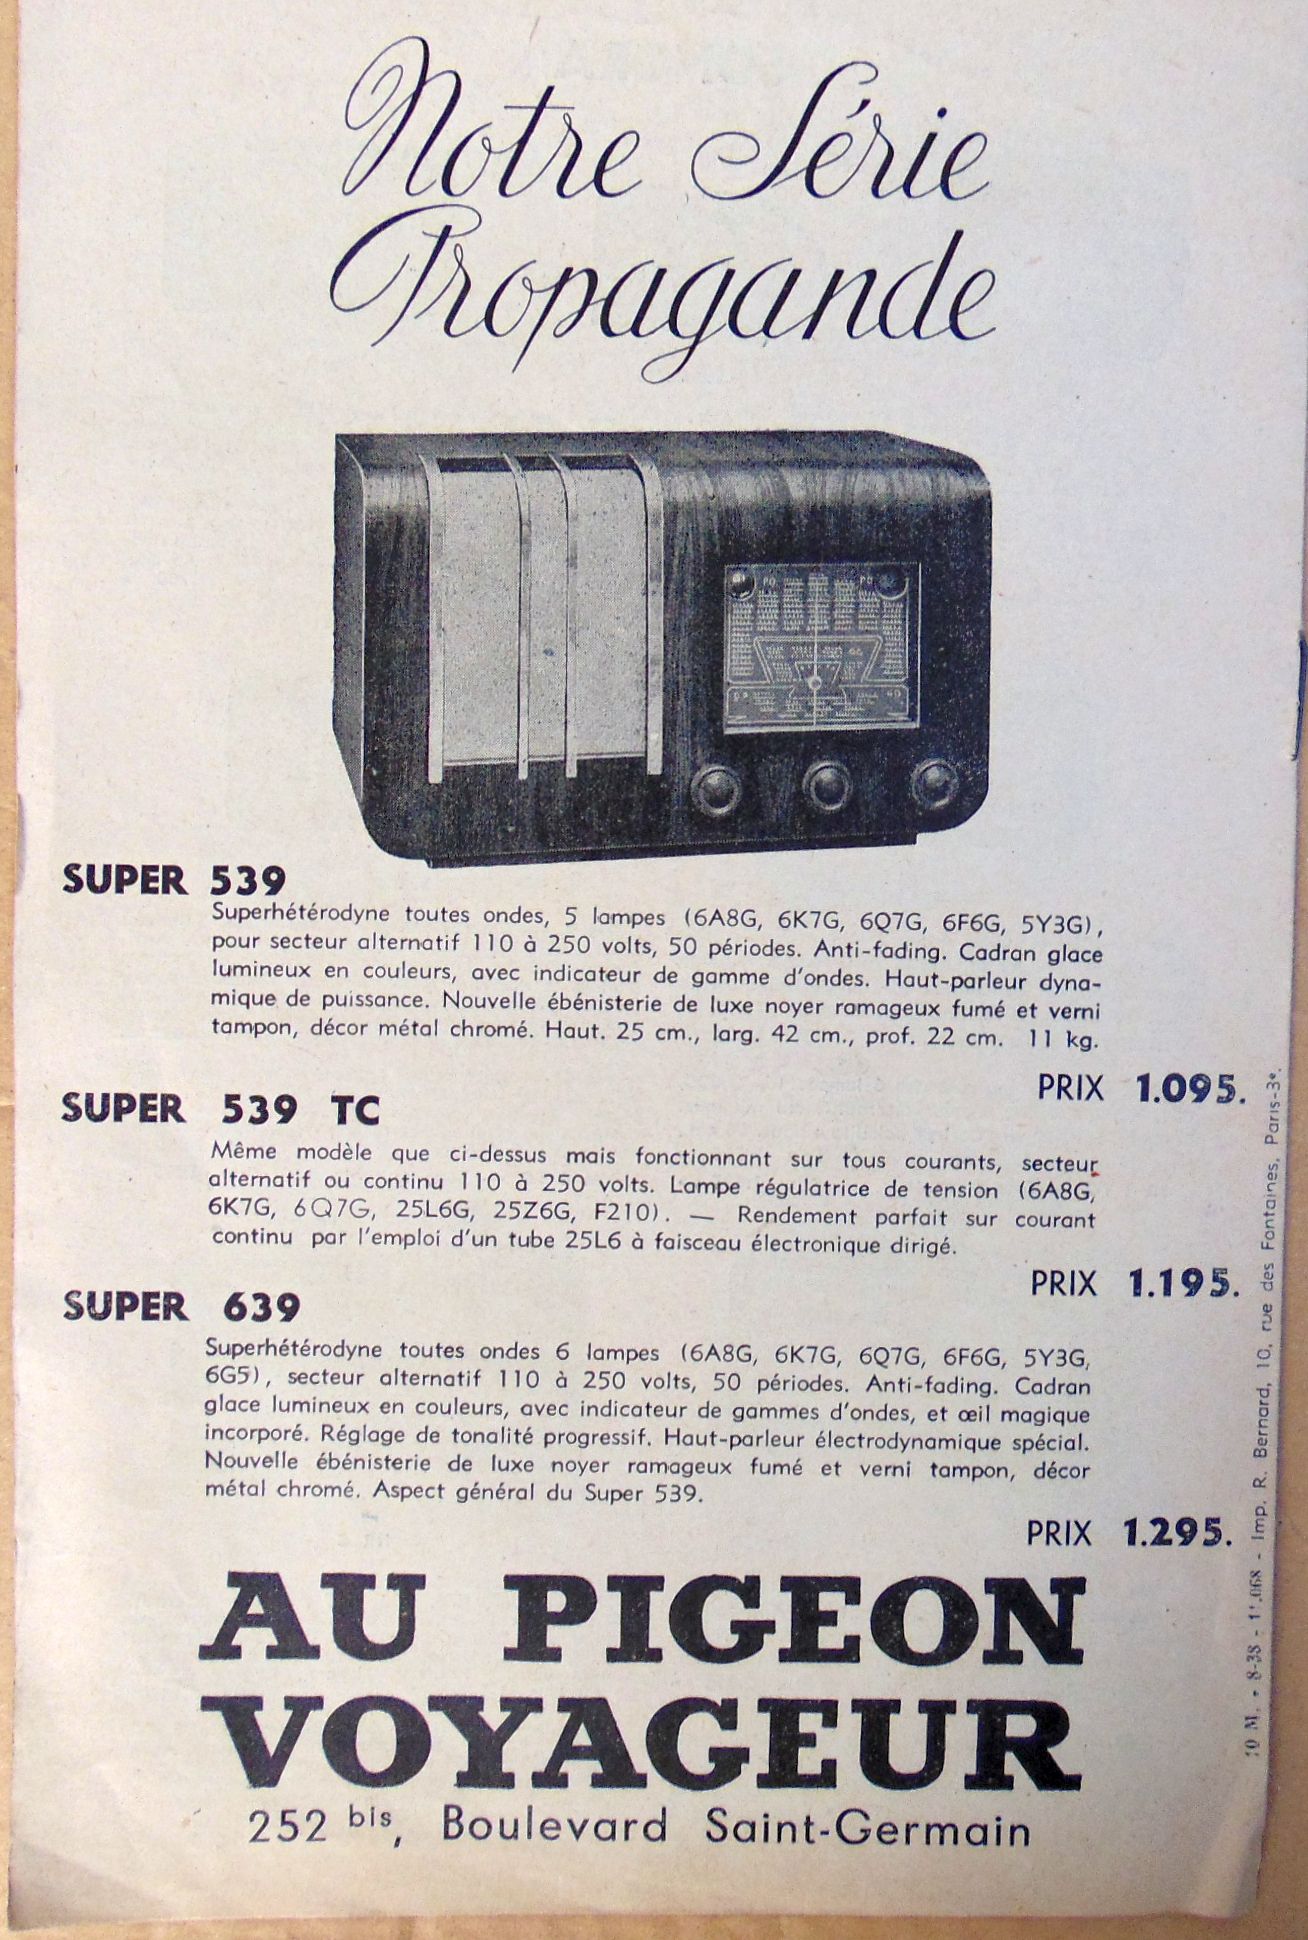 Notre Série
Propagande
PO PO
SUPER 539
Superhétérodyne toutes ondes, 5 lampes (6A8G, 6K7G, 6Q7G, 6F6G, 5Y3G),
pour secteur alternatif 110 à 250 volts, 50 périodes. Anti-fading. Cadran glace
lumineux en couleurs, avec indicateur de gamme d'ondes. Haut-parleur dyna-
mique de puissance. Nouvelle ébénisterie de luxe noyer ramageux fumé et verni
tampon, décor métal chromé. Haut. 25 cm., larg. 42 cm., prof. 22 cm. 11 kg.
PRIX 1.095.
SUPER 539 TC
Même modèle que ci-dessus mais fonctionnant sur tous courants, secteur
alternatif ou continu 110 à 250 volts. Lampe régulatrice de tension (6A8G,
6K7G, 6Q7G, 25L6G, 25Z6G, F210). — Rendement parfait sur courant
continu par l'emploi d'un tube 25L6 à faisceau électronique dirigé.
PRIX 1.195.
SUPER 639
Superhétérodyne toutes ondes 6 lampes (6A8G, 6K7G, 6Q7G, 6F6G, 5Y3G,
6G5), secteur alternatif 110 à 250 volts, 50 périodes. Anti-fading. Cadran
glace lumineux en couleurs, avec indicateur de gammes d'ondes, et œil magique
incorporé. Réglage de tonalité progressif. Haut-parleur électrodynamique spécial.
Nouvelle ébénisterie de luxe noyer ramageux fumé et verni tampon, décor
métal chromé. Aspect général du Super 539.
PRIX 1.295.
AU PIGEON
VOYAGEUR
252 bis, Boulevard Saint-Germain
10 M. - 8-38 - 11.068 - Imp. R. Bernard, 10, rue des Fontaines, Paris-3e.